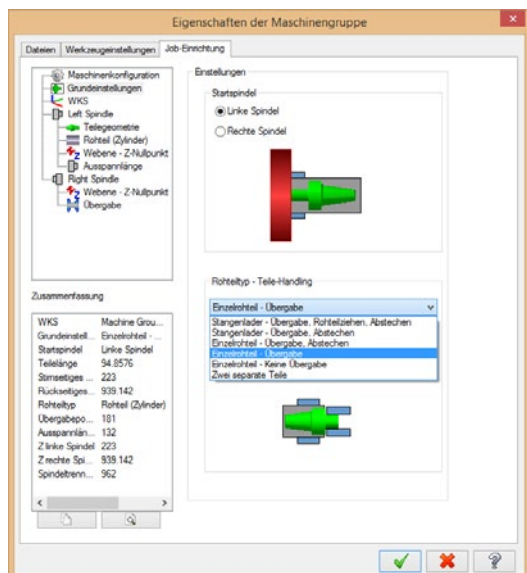 Eigenschaften der Maschinengruppe
Dateien
Werkzeugeinstellungen
Job-Einrichtung
Maschinenkonfiguration
Grundeinstellungen
WKS
Left Spindle
Teilegeometrie
Rohteil (Zylinder)
Webene - Z-Nullpunkt
Ausspannlänge
Right Spindle
Webene - Z-Nullpunkt
Übergabe
Einstellungen
Startspindel
Linke Spindel
Rechte Spindel
Rohteiltyp - Teile-Handling
Einzelrohteil - Übergabe
Stangenlader - Übergabe, Rohteilziehen, Abstechen
Stangenlader - Übergabe, Abstechen
Einzelrohteil - Übergabe, Abstechen
Einzelrohteil - Übergabe
Einzelrohteil - Keine Übergabe
Zwei separate Teile
Zusammenfassung
WKS Machine Grou...
Grundeinstell... Einzelrohteil - ...
Startspindel Linke Spindel
Teilelänge 94.8576
Stirnseitiges ... 223
Rückseitiges... 939.142
Rohteiltyp Rohteil (Zylinder)
Übergabepo... 181
Ausspannlän... 132
Z linke Spindel 223
Z rechte Spi... 939.142
Spindeltrenn... 962